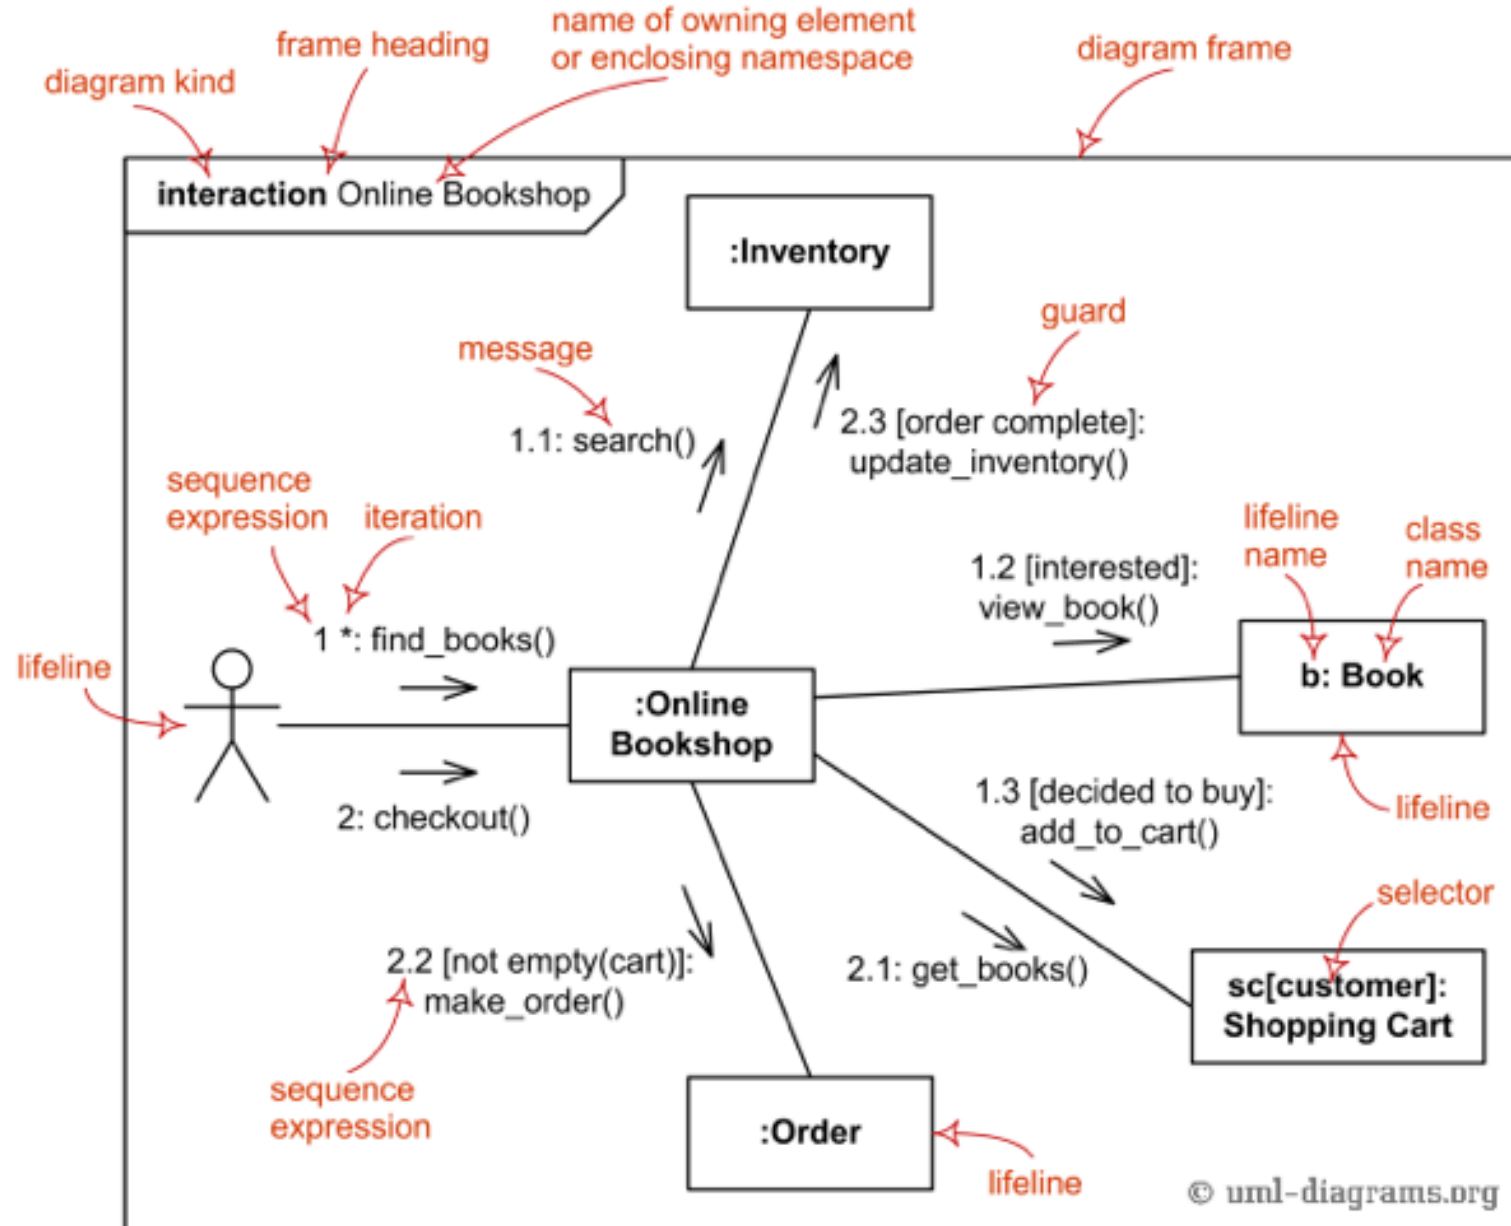 name of owning element
or enclosing namespace
frame heading
diagram frame
diagram kind
interaction Online Bookshop
:Inventory
guard
message
2.3 [order complete]:
update_inventory()
1.1: search()
sequence
expression
iteration
lifeline
name
class
name
1.2 [interested]:
view_book()
1 *: find_books()
lifeline
b: Book
:Online
Bookshop
1.3 [decided to buy]:
add_to_cart()
lifeline
2: checkout()
selector
2.2 [not empty(cart)]:
make_order()
2.1: get_books()
sc[customer]:
Shopping Cart
sequence
expression
:Order
lifeline
© uml-diagrams.org